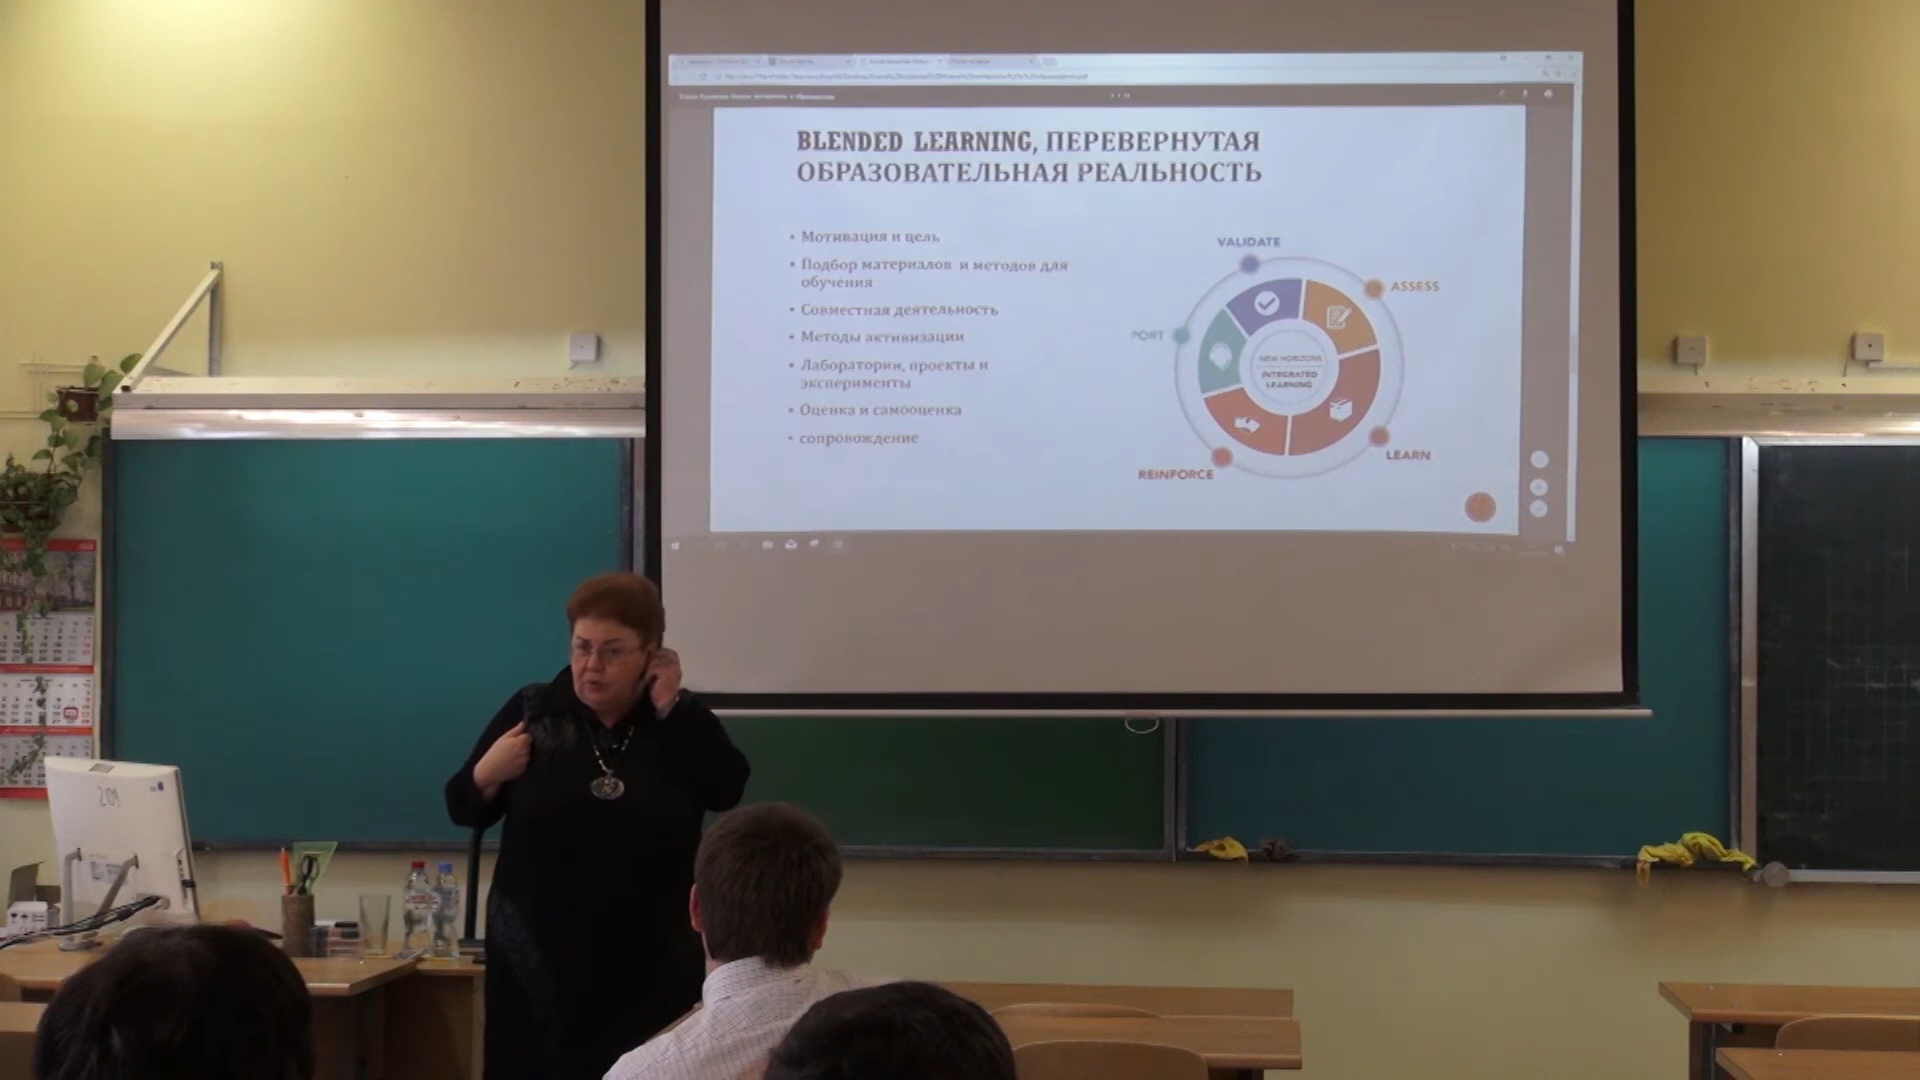 BLENDED LEARNING, ПЕРЕВЕРНУТАЯ
ОБРАЗОВАТЕЛЬНАЯ РЕАЛЬНОСТЬ
• Мотивация и цель
• Подбор материалов и методов для
обучения
• Совместная деятельность
• Методы активизации
• Лаборатории, проекты и
эксперименты
• Оценка и самооценка
• сопровождение
VALIDATE
ASSESS
PORT
NEW HORIZONS
INTEGRATED
LEARNING
LEARN
REINFORCE
201